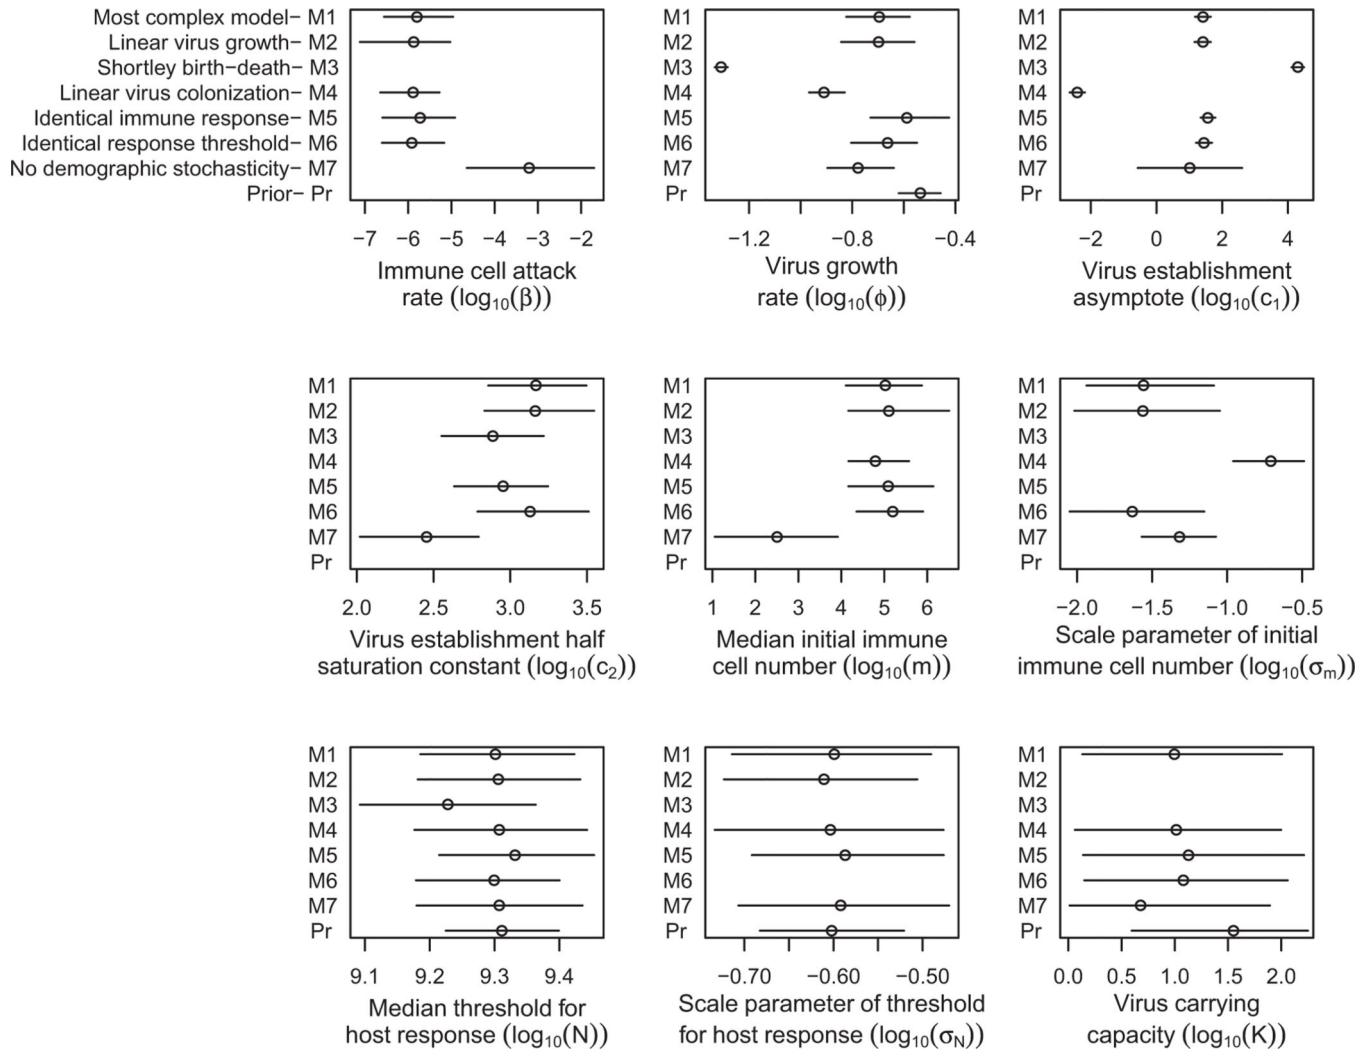 Most complex model– M1
Linear virus growth– M2
Shortley birth–death– M3
Linear virus colonization– M4
Identical immune response– M5
Identical response threshold– M6
No demographic stochasticity– M7
Prior– Pr
−7 −6 −5 −4 −3 −2
Immune cell attack
rate (log10(β))
M1
M2
M3
M4
M5
M6
M7
Pr
−1.2 −0.8 −0.4
Virus growth
rate (log10(ϕ))
M1
M2
M3
M4
M5
M6
M7
Pr
−2 0 2 4
Virus establishment
asymptote (log10(c1))
M1
M2
M3
M4
M5
M6
M7
Pr
2.0 2.5 3.0 3.5
Virus establishment half
saturation constant (log10(c2))
M1
M2
M3
M4
M5
M6
M7
Pr
1 2 3 4 5 6
Median initial immune
cell number (log10(m))
M1
M2
M3
M4
M5
M6
M7
Pr
−2.0 −1.5 −1.0 −0.5
Scale parameter of initial
immune cell number (log10(σm))
M1
M2
M3
M4
M5
M6
M7
Pr
9.1 9.2 9.3 9.4
Median threshold for
host response (log10(N))
M1
M2
M3
M4
M5
M6
M7
Pr
−0.70 −0.60 −0.50
Scale parameter of threshold
for host response (log10(σN))
M1
M2
M3
M4
M5
M6
M7
Pr
0.0 0.5 1.0 1.5 2.0
Virus carrying
capacity (log10(K))